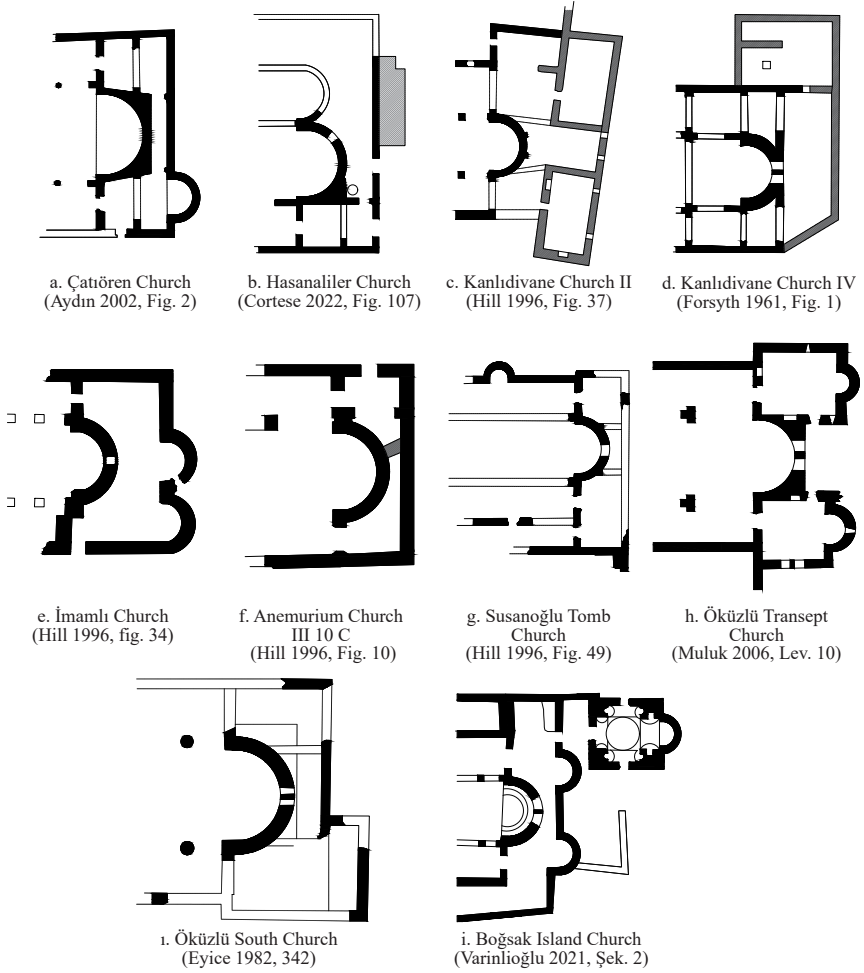 a. Çatıören Church
(Aydın 2002, Fig. 2)
b. Hasanaliler Church
(Cortese 2022, Fig. 107)
c. Kanlıdivane Church II
(Hill 1996, Fig. 37)
d. Kanlıdivane Church IV
(Forsyth 1961, Fig. 1)
e. İmamlı Church
(Hill 1996, fig. 34)
f. Anemurium Church
III 10 C
(Hill 1996, Fig. 10)
g. Susanoğlu Tomb
Church
(Hill 1996, Fig. 49)
h. Öküzlü Transept
Church
(Muluk 2006, Lev. 10)
ı. Öküzlü South Church
(Eyice 1982, 342)
i. Boğsak Island Church
(Varinlioğlu 2021, Şek. 2)